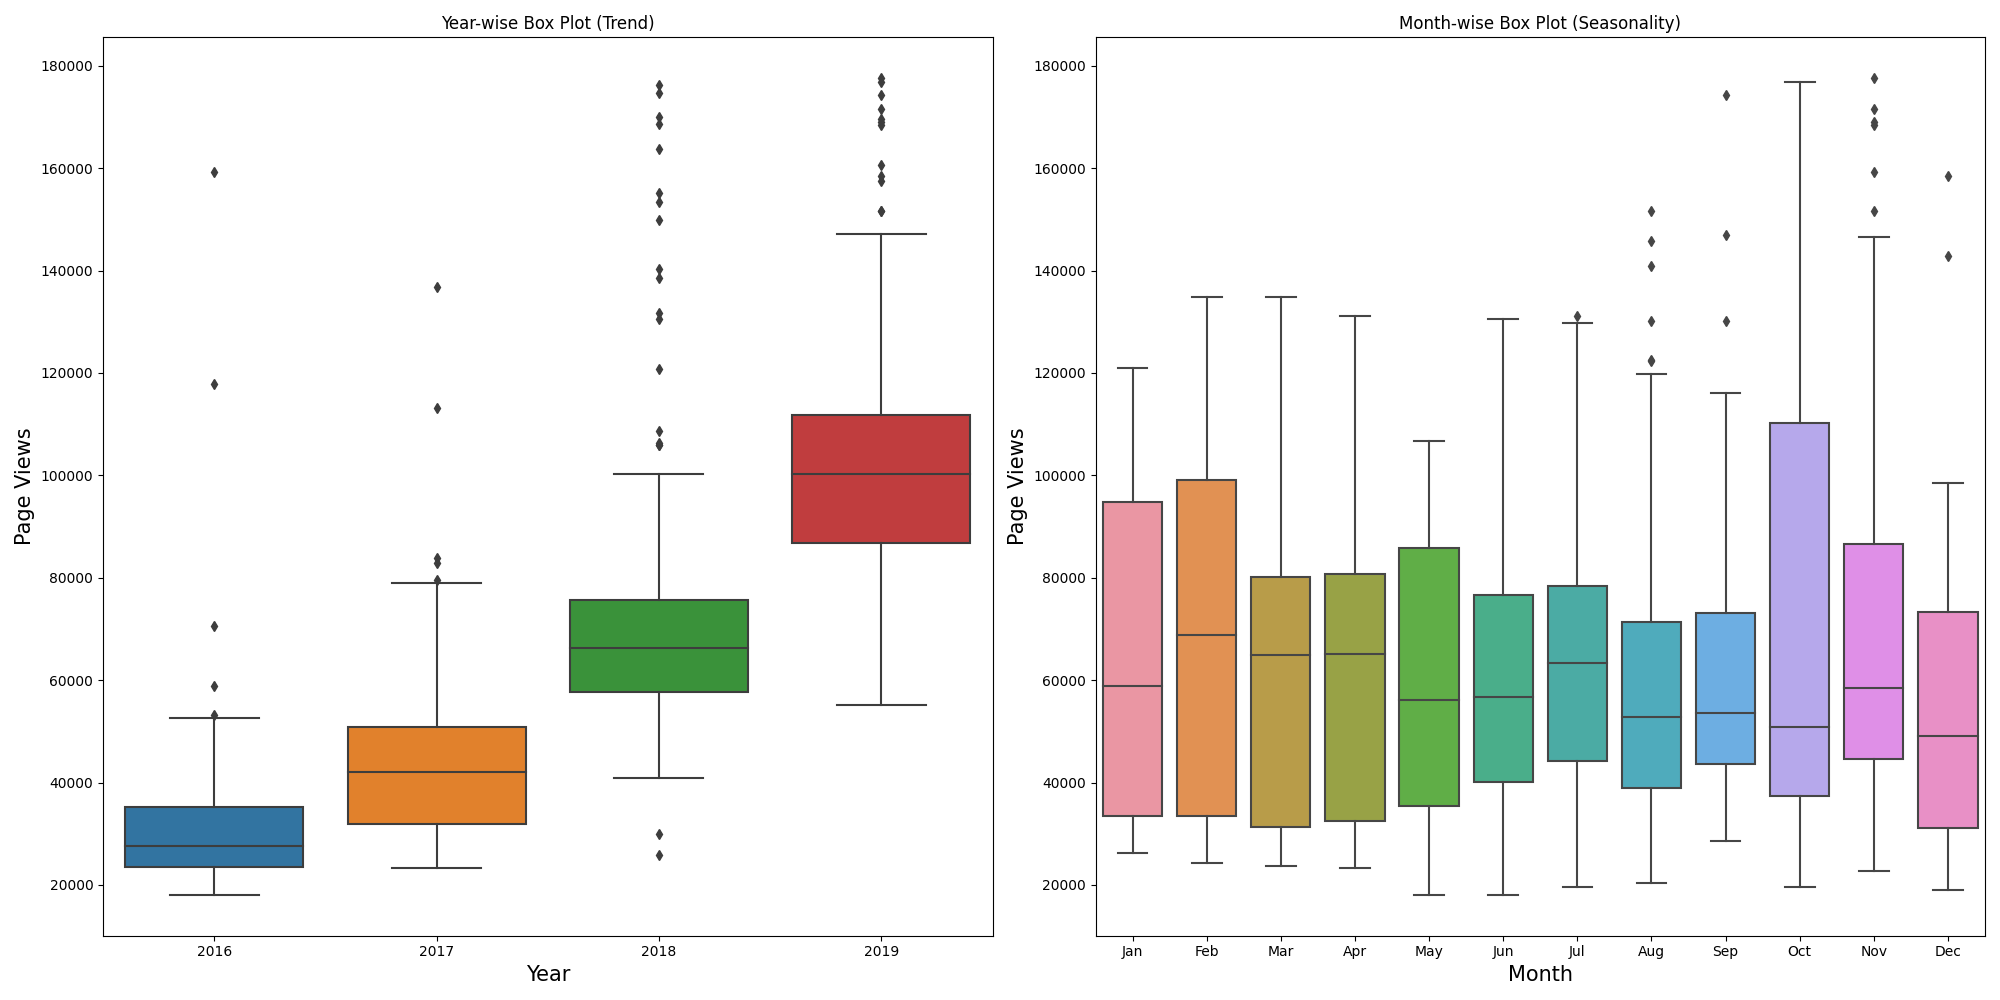 Year-wise Box Plot (Trend)
Page Views
180000
160000
140000
120000
100000
80000
60000
40000
20000
2016 2017 2018 2019
Year
Month-wise Box Plot (Seasonality)
Page Views
180000
160000
140000
120000
100000
80000
60000
40000
20000
Jan Feb Mar Apr May Jun Jul Aug Sep Oct Nov Dec
Month